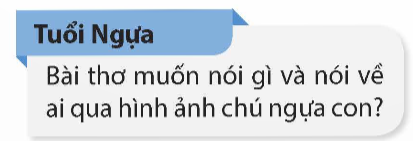 Tuổi Ngựa
Bài thơ muốn nói gì và nói về
ai qua hình ảnh chú ngựa con?